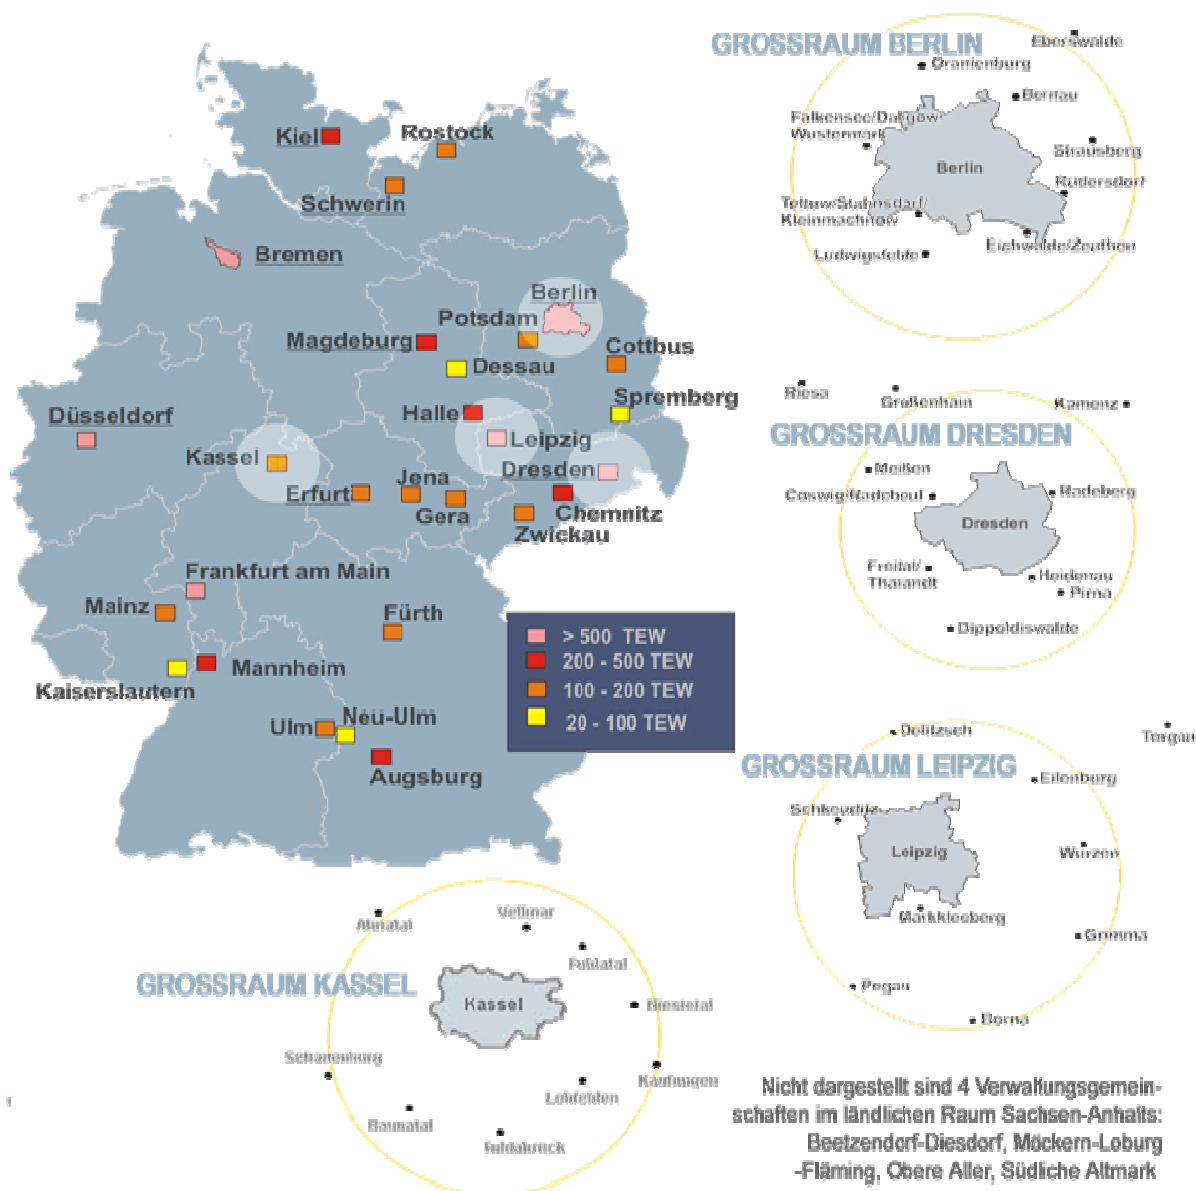 Kiel
Rostock
Schwerin
Bremen
Berlin
Potsdam
Magdeburg
Dessau
Cottbus
Spremberg
Halle
Düsseldorf
Leipzig
Kassel
Dresden
Jena
Erfurt
Gera
Chemnitz
Zwickau
Frankfurt am Main
Mainz
Fürth
Mannheim
Kaiserslautern
Neu-Ulm
Ulm
Augsburg
> 500 TEW
200 - 500 TEW
100 - 200 TEW
20 - 100 TEW
GROSSRAUM BERLIN
Eberswalde
Oranienburg
Bernau
Falkensee/Dallgow/
Wustermark
Strausberg
Berlin
Rüdersdorf
Teltow/Stahnsdorf/
Kleinmachnow
Eichwalde/Zeuthen
Ludwigsfelde
Riesa
Großenhain
Kamenz
GROSSRAUM DRESDEN
Meißen
Coswig/Radebeul
Radeberg
Dresden
Freital/
Tharandt
Heidenau
Pirna
Dippoldiswalde
Delitzsch
Torgau
GROSSRAUM LEIPZIG
Eilenburg
Schkeuditz
Leipzig
Wurzen
Markkleeberg
Grimma
Pegau
Borna
GROSSRAUM KASSEL
Ahnatal
Vellmar
Fuldatal
Kassel
Niestetal
Schauenburg
Kaufungen
Lohfelden
Baunatal
Fuldabrück
Nicht dargestellt sind 4 Verwaltungsgemein-
schaften im ländlichen Raum Sachsen-Anhalts:
Beetzendorf-Diesdorf, Möckern-Loburg
-Fläming, Obere Aller, Südliche Altmark